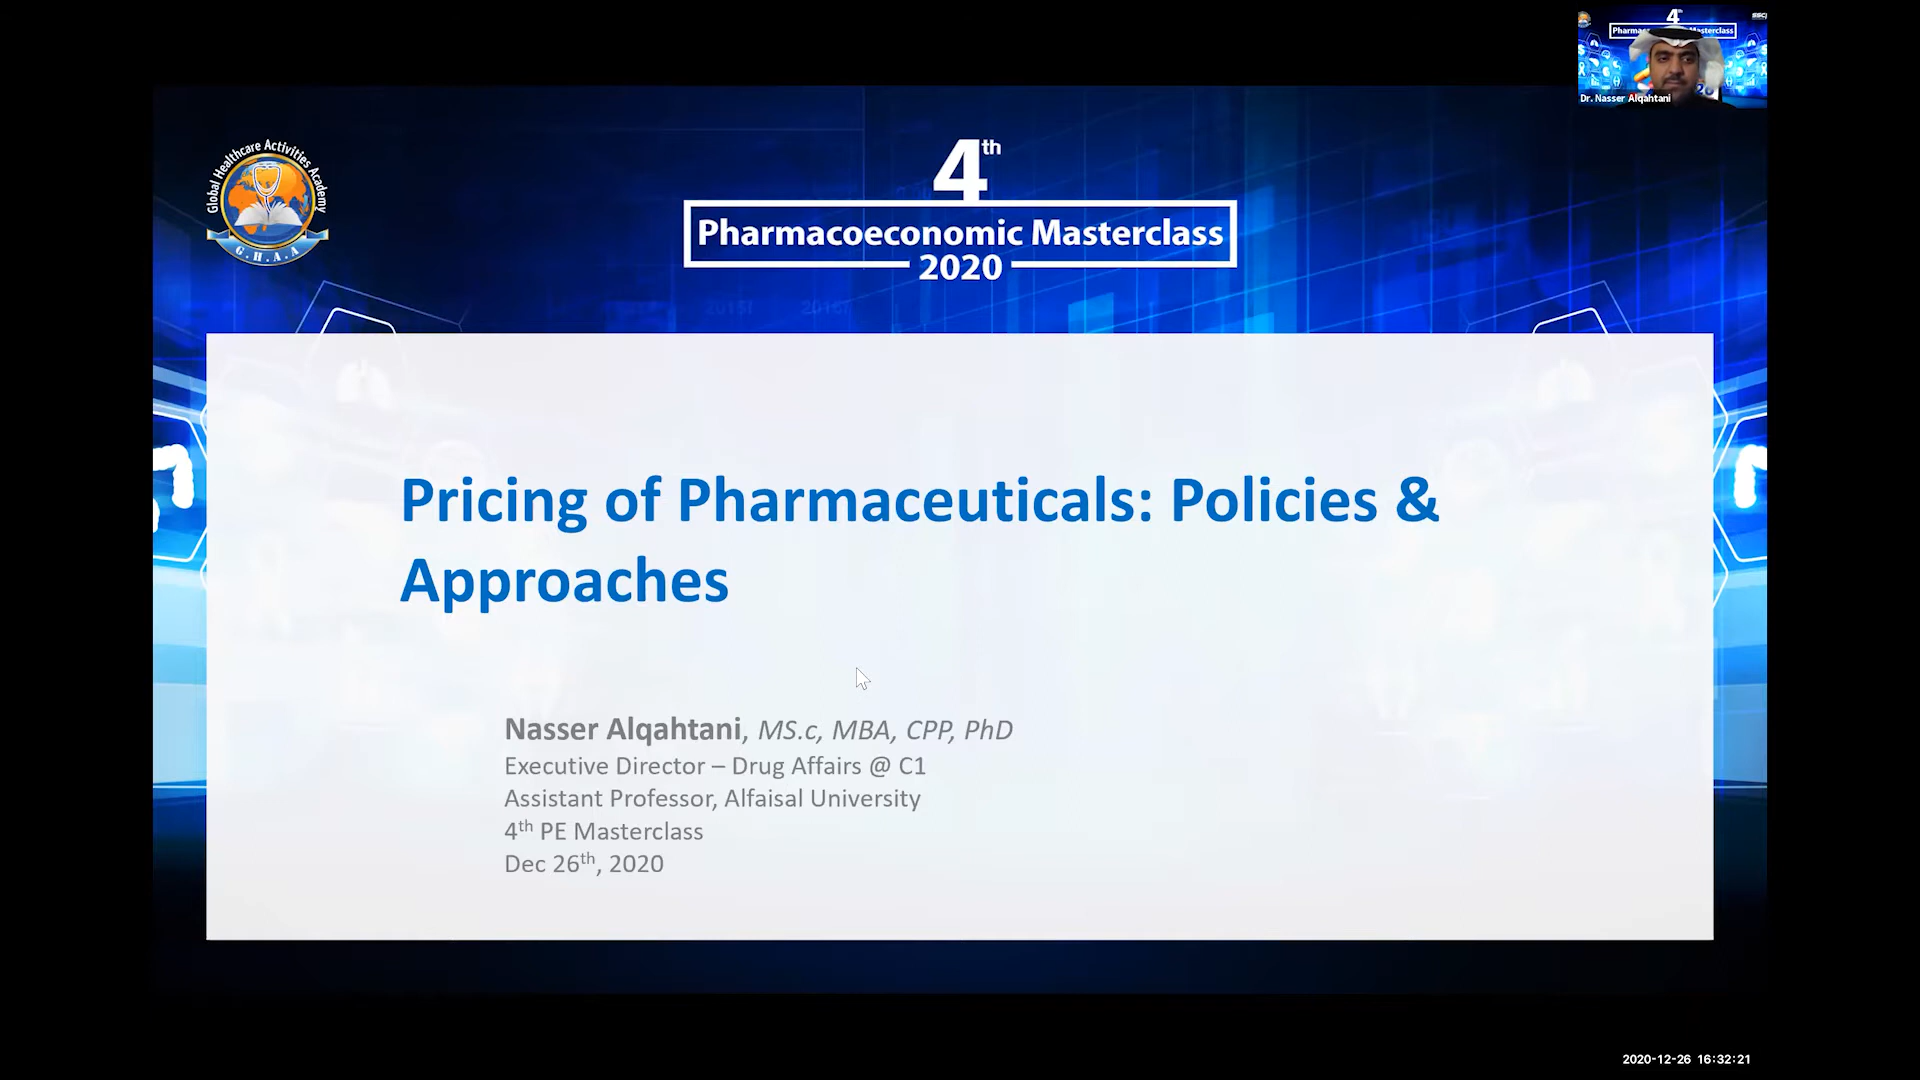 4th
Pharmacoeconomic Masterclass
2020
Global Healthcare Activities Academy
G.H.A.A
Dr. Nasser Alqahtani
Pricing of Pharmaceuticals: Policies &
Approaches
Nasser Alqahtani, MS.c, MBA, CPP, PhD
Executive Director – Drug Affairs @ C1
Assistant Professor, Alfaisal University
4th PE Masterclass
Dec 26th, 2020
2020-12-26 16:32:21